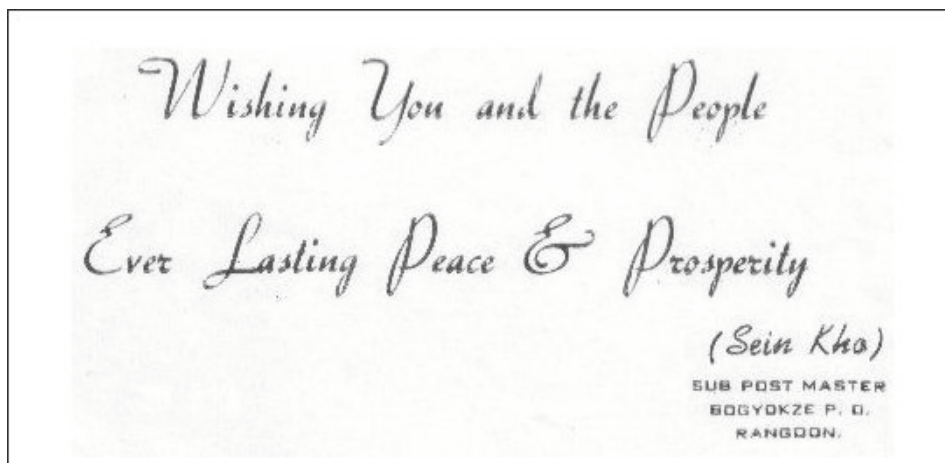 Wishing You and the People
Ever Lasting Peace & Prosperity
(Sein Kho)
SUB POST MASTER
BOGYOKZE P. O.
RANGOON.